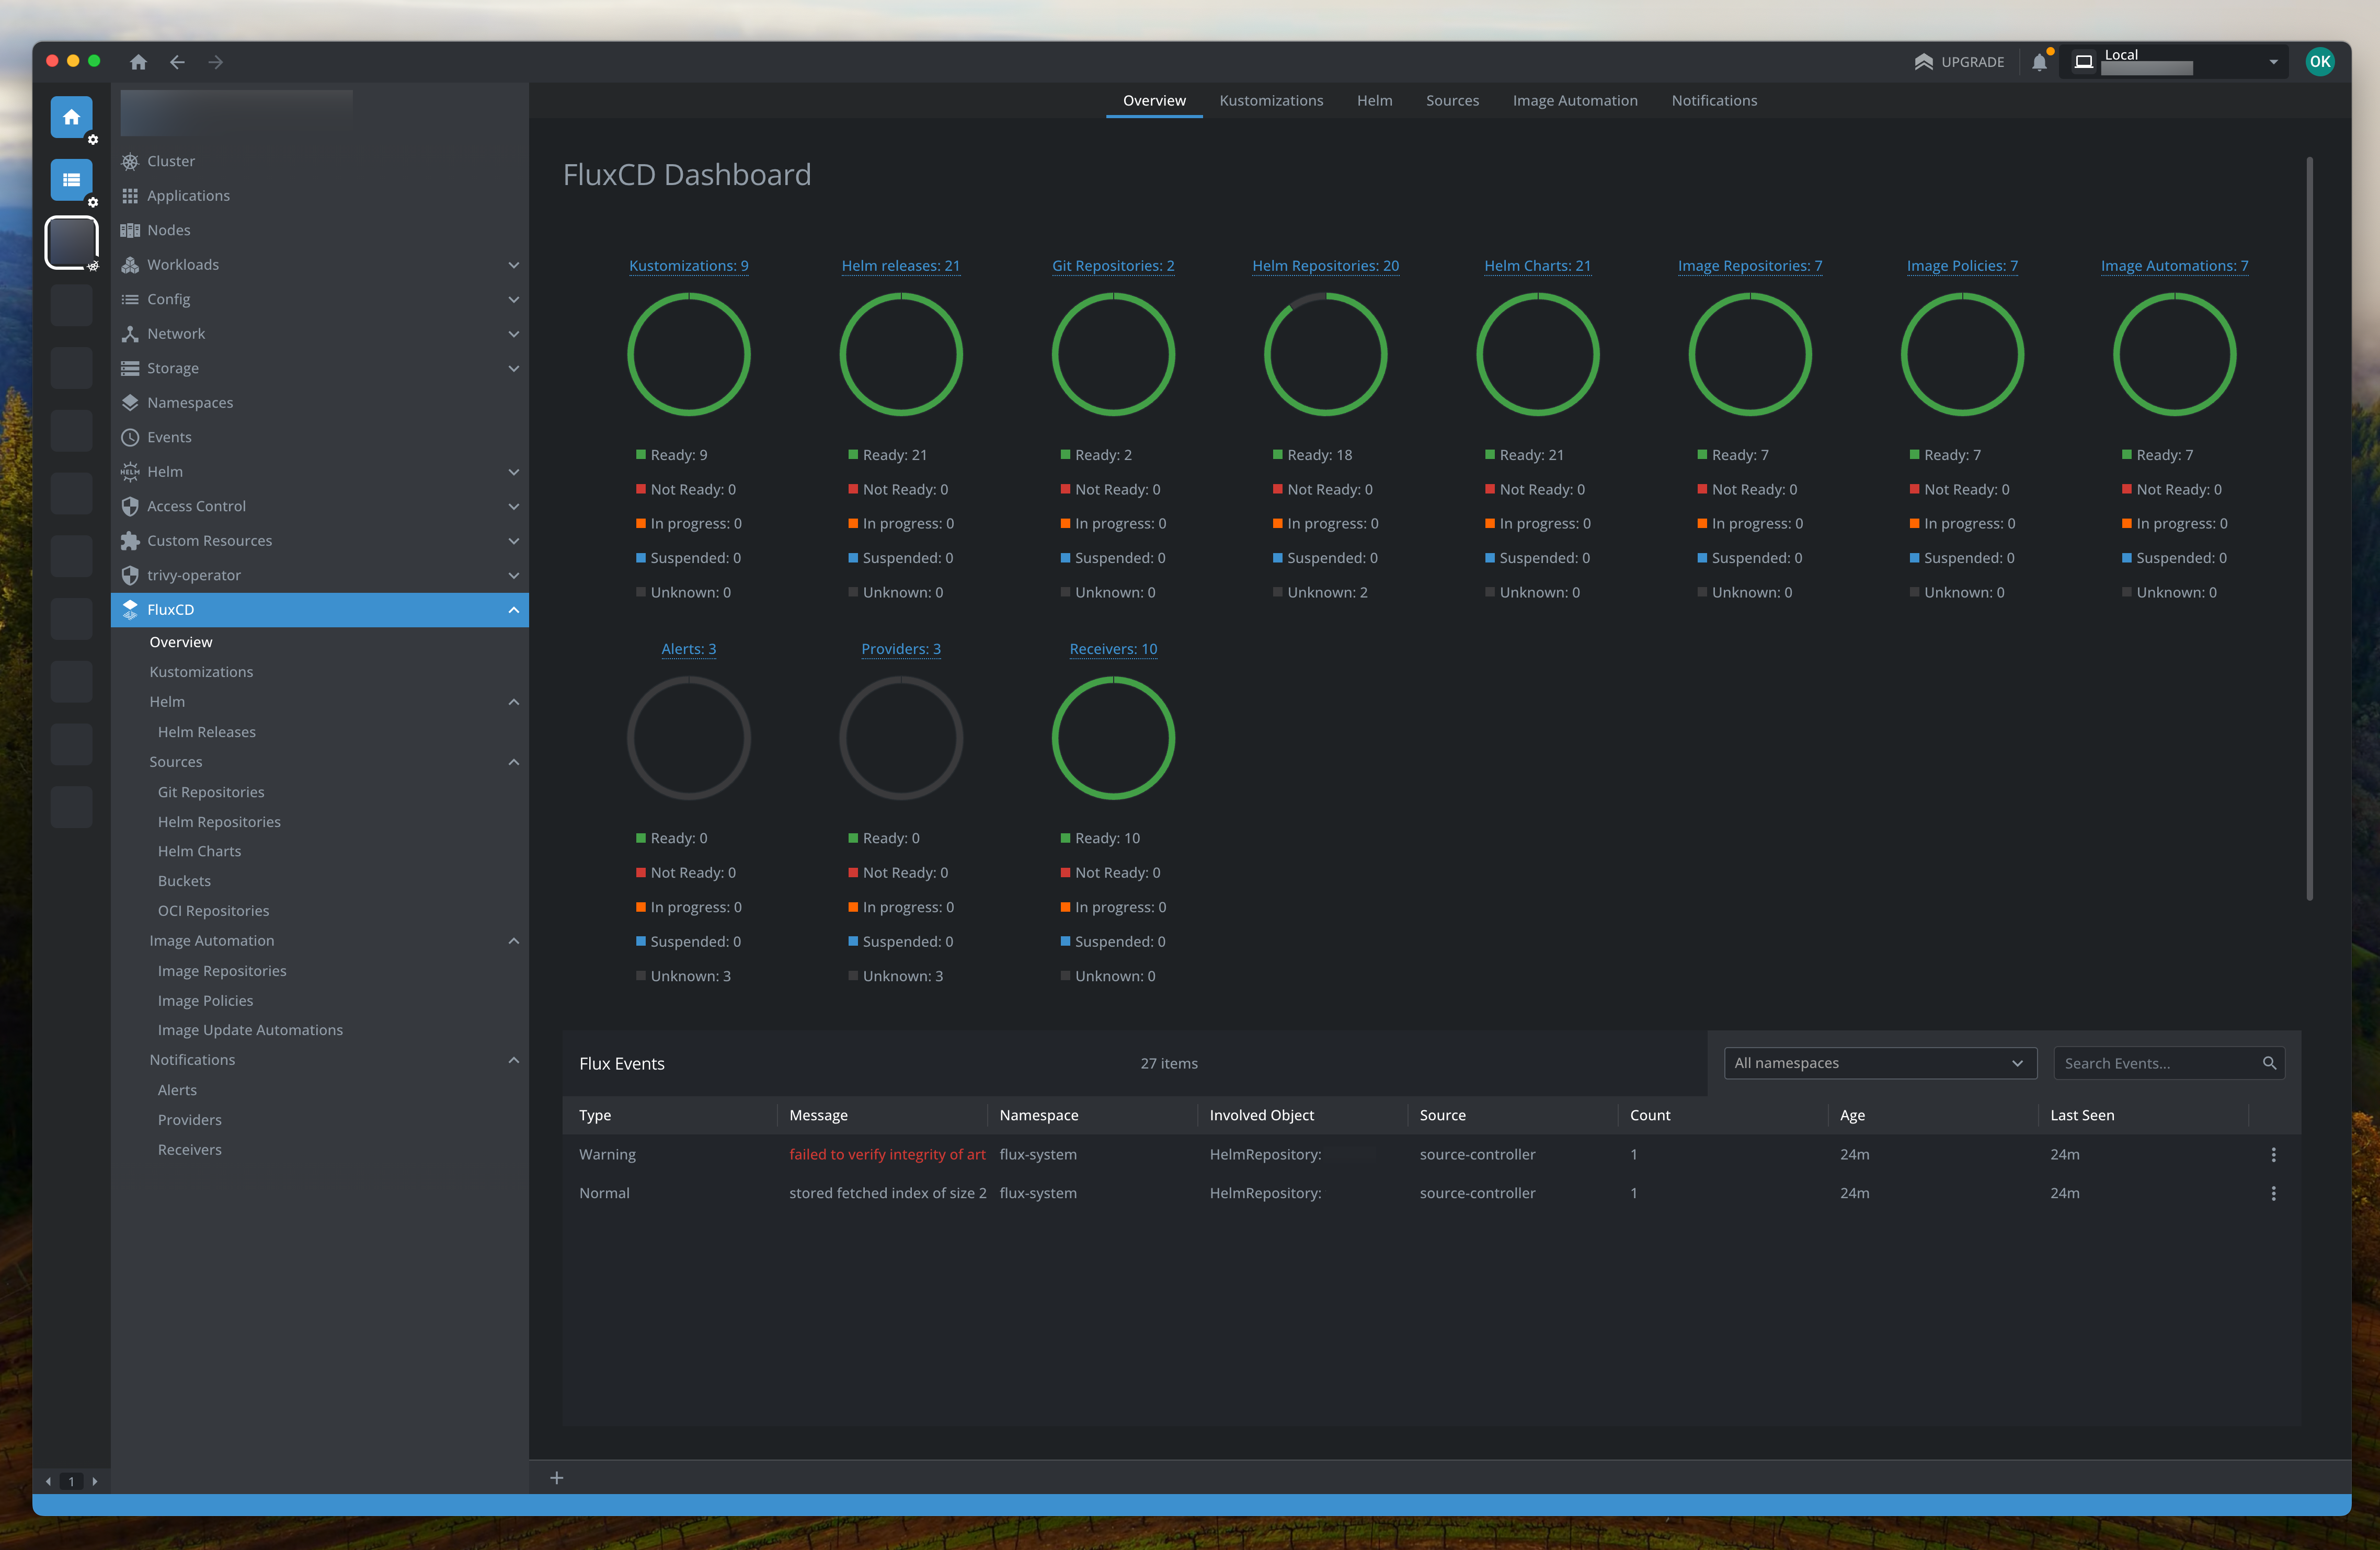 UPGRADE
Local
OK
Cluster
Applications
Nodes
Workloads
Config
Network
Storage
Namespaces
Events
HELM
Helm
Access Control
Custom Resources
trivy-operator
FluxCD
Overview
Kustomizations
Helm
Helm Releases
Sources
Git Repositories
Helm Repositories
Helm Charts
Buckets
OCI Repositories
Image Automation
Image Repositories
Image Policies
Image Update Automations
Notifications
Alerts
Providers
Receivers
1
Overview Kustomizations Helm Sources Image Automation Notifications
FluxCD Dashboard
Kustomizations: 9
Ready: 9
Not Ready: 0
In progress: 0
Suspended: 0
Unknown: 0
Helm releases: 21
Ready: 21
Not Ready: 0
In progress: 0
Suspended: 0
Unknown: 0
Git Repositories: 2
Ready: 2
Not Ready: 0
In progress: 0
Suspended: 0
Unknown: 0
Helm Repositories: 20
Ready: 18
Not Ready: 0
In progress: 0
Suspended: 0
Unknown: 2
Helm Charts: 21
Ready: 21
Not Ready: 0
In progress: 0
Suspended: 0
Unknown: 0
Image Repositories: 7
Ready: 7
Not Ready: 0
In progress: 0
Suspended: 0
Unknown: 0
Image Policies: 7
Ready: 7
Not Ready: 0
In progress: 0
Suspended: 0
Unknown: 0
Image Automations: 7
Ready: 7
Not Ready: 0
In progress: 0
Suspended: 0
Unknown: 0
Alerts: 3
Ready: 0
Not Ready: 0
In progress: 0
Suspended: 0
Unknown: 3
Providers: 3
Ready: 0
Not Ready: 0
In progress: 0
Suspended: 0
Unknown: 3
Receivers: 10
Ready: 10
Not Ready: 0
In progress: 0
Suspended: 0
Unknown: 0
Flux Events 27 items All namespaces Search Events...
Type Message Namespace Involved Object Source Count Age Last Seen
Warning failed to verify integrity of art flux-system HelmRepository: source-controller 1 24m 24m
Normal stored fetched index of size 2 flux-system HelmRepository: source-controller 1 24m 24m